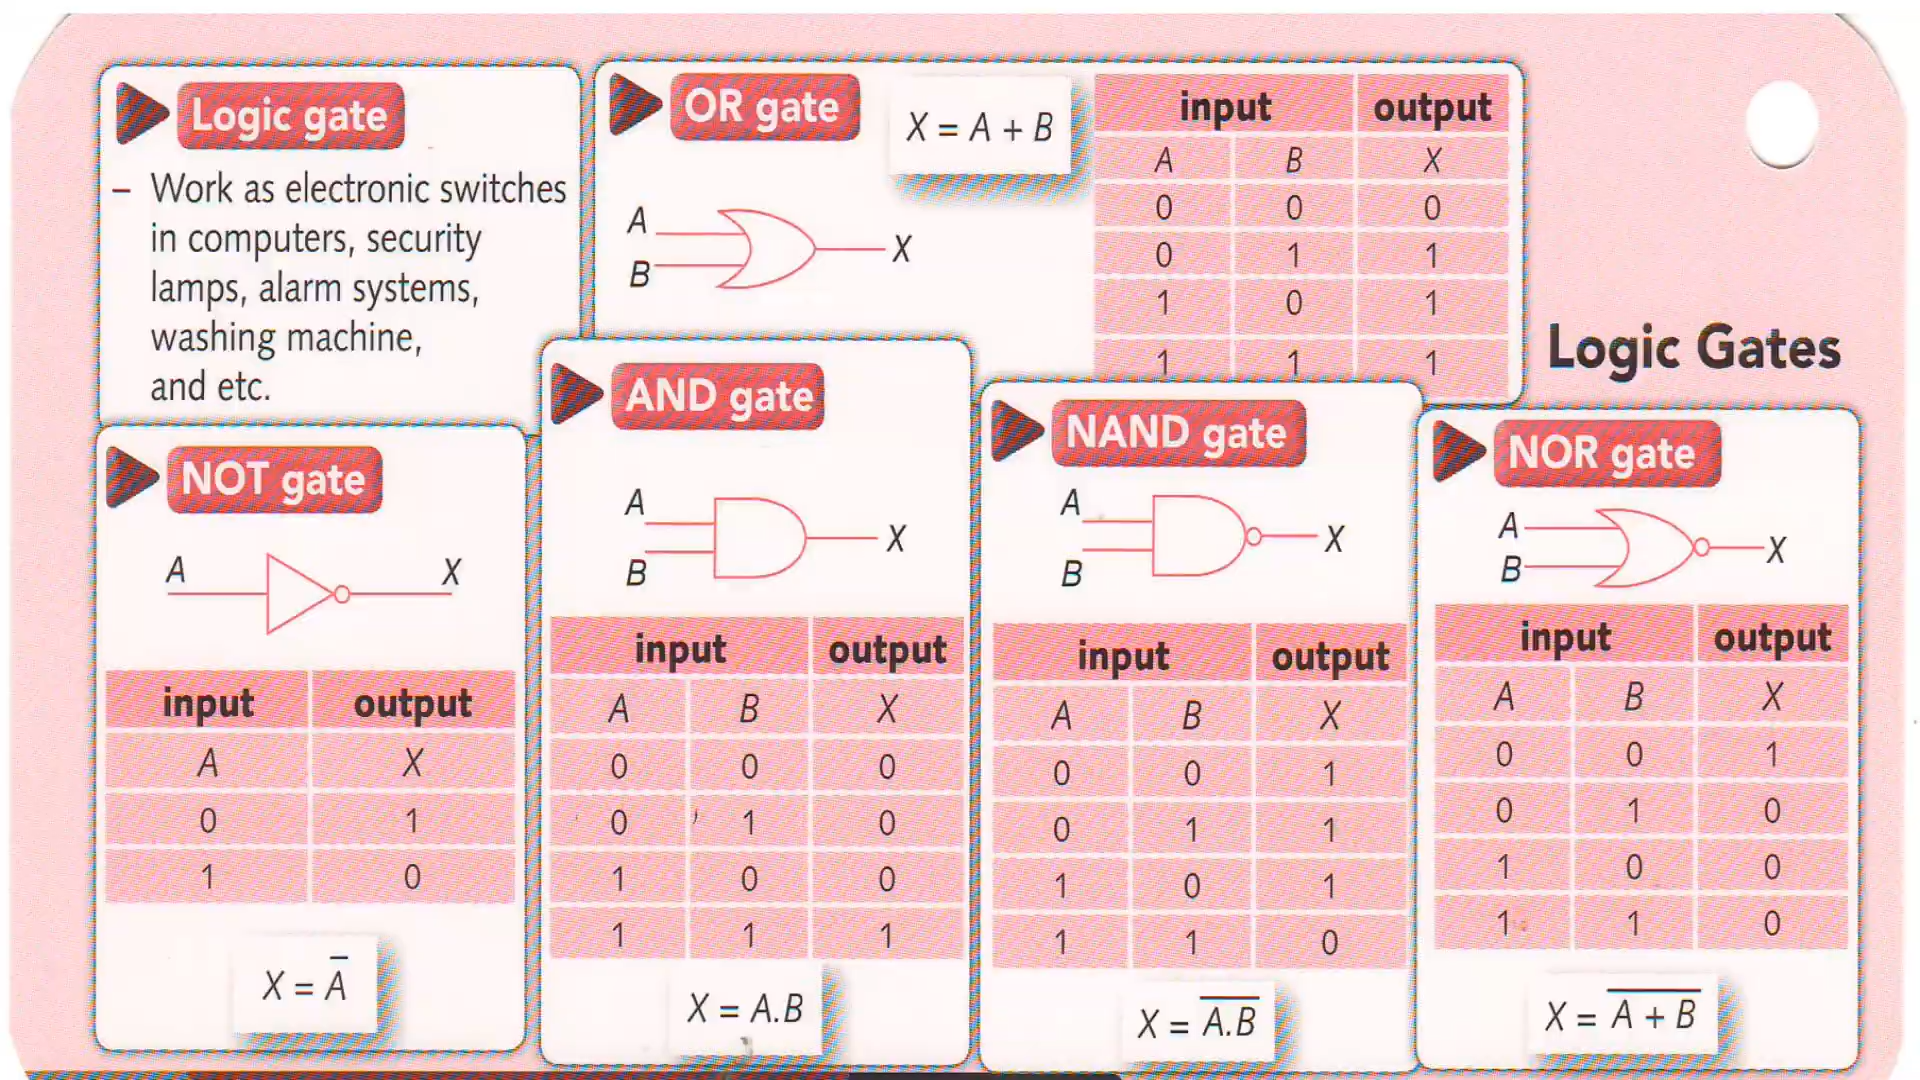 Logic gate
– Work as electronic switches
in computers, security
lamps, alarm systems,
washing machine,
and etc.
OR gate
X = A + B
A
B
X
input output
A B X
0 0 0
0 1 1
1 0 1
1 1 1
Logic Gates
NOT gate
A X
input output
A X
0 1
1 0
X = A̅
AND gate
A
B
X
input output
A B X
0 0 0
0 1 0
1 0 0
1 1 1
X = A.B
NAND gate
A
B
X
input output
A B X
0 0 1
0 1 1
1 0 1
1 1 0
X = A̅.̅B̅
NOR gate
A
B
X
input output
A B X
0 0 1
0 1 0
1 0 0
1 1 0
X = A̅ ̅+̅ ̅B̅